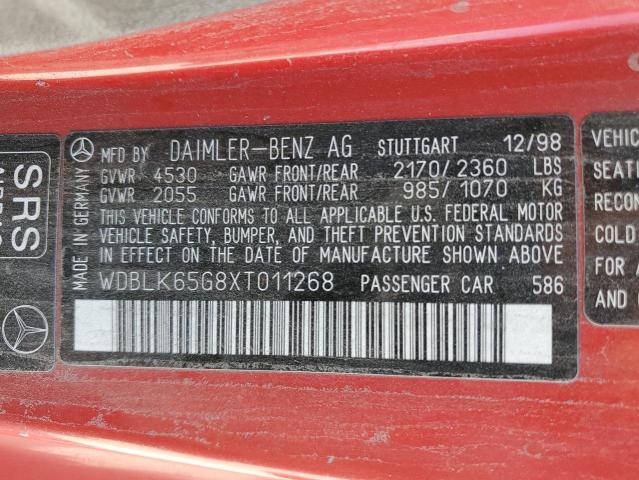 MFD BY DAIMLER-BENZ AG STUTTGART 12/98
GVWR 4530 GAWR FRONT/REAR 2170/2360 LBS
GVWR 2055 GAWR FRONT/REAR 985/1070 KG
THIS VEHICLE CONFORMS TO ALL APPLICABLE U.S. FEDERAL MOTOR
VEHICLE SAFETY, BUMPER, AND THEFT PREVENTION STANDARDS
IN EFFECT ON THE DATE OF MANUFACTURE SHOWN ABOVE
WDBLK65G8XT011268 PASSENGER CAR 586
MADE IN GERMANY
SRS
VEHIC
SEAT
RECON
COLD
FOR
AND